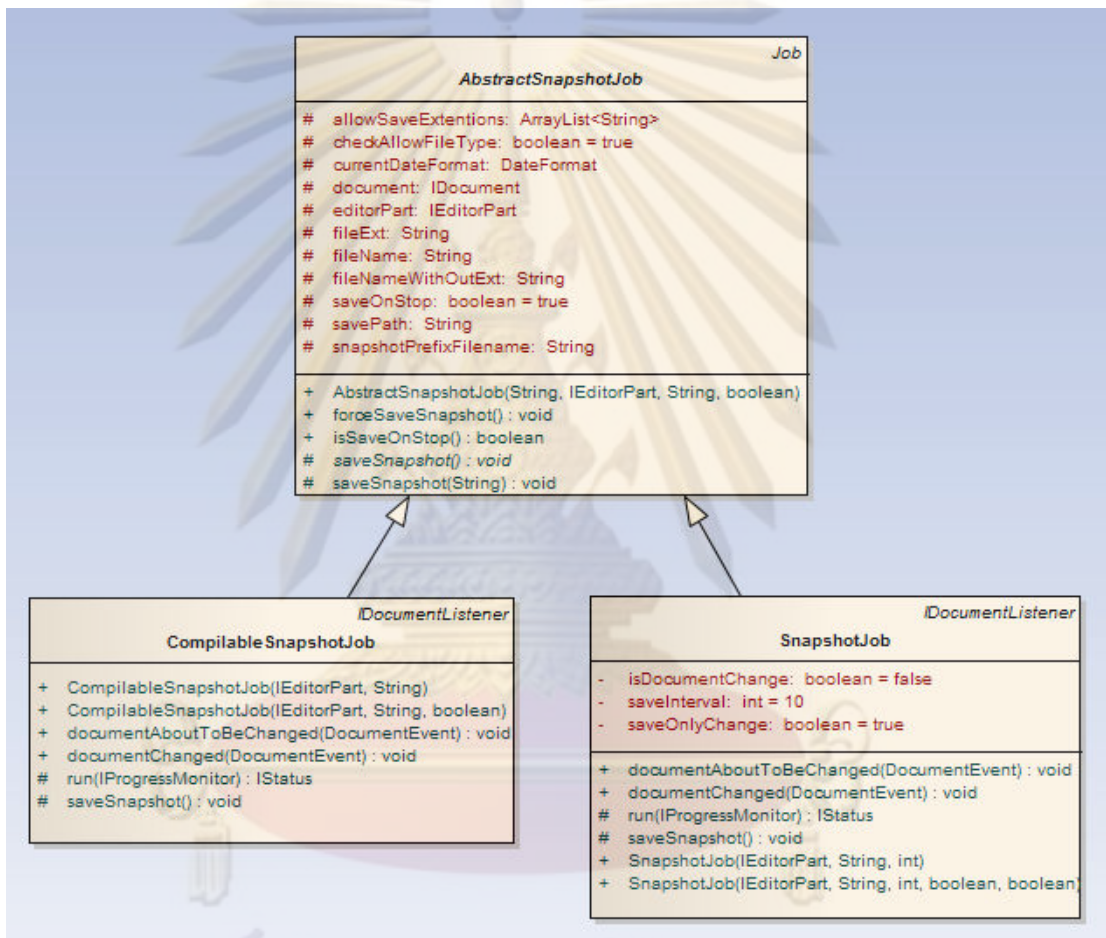 Job
AbstractSnapshotJob
# allowSaveExtentions: ArrayList<String>
# checkAllowFileType: boolean = true
# currentDateFormat: DateFormat
# document: IDocument
# editorPart: IEditorPart
# fileExt: String
# fileName: String
# fileNameWithOutExt: String
# saveOnStop: boolean = true
# savePath: String
# snapshotPrefixFilename: String
+ AbstractSnapshotJob(String, IEditorPart, String, boolean)
+ forceSaveSnapshot() : void
+ isSaveOnStop() : boolean
# saveSnapshot() : void
# saveSnapshot(String) : void
IDocumentListener
CompilableSnapshotJob
+ CompilableSnapshotJob(IEditorPart, String)
+ CompilableSnapshotJob(IEditorPart, String, boolean)
+ documentAboutToBeChanged(DocumentEvent) : void
+ documentChanged(DocumentEvent) : void
# run(IProgressMonitor) : IStatus
# saveSnapshot() : void
IDocumentListener
SnapshotJob
- isDocumentChange: boolean = false
- saveInterval: int = 10
- saveOnlyChange: boolean = true
+ documentAboutToBeChanged(DocumentEvent) : void
+ documentChanged(DocumentEvent) : void
# run(IProgressMonitor) : IStatus
# saveSnapshot() : void
+ SnapshotJob(IEditorPart, String, int)
+ SnapshotJob(IEditorPart, String, int, boolean, boolean)